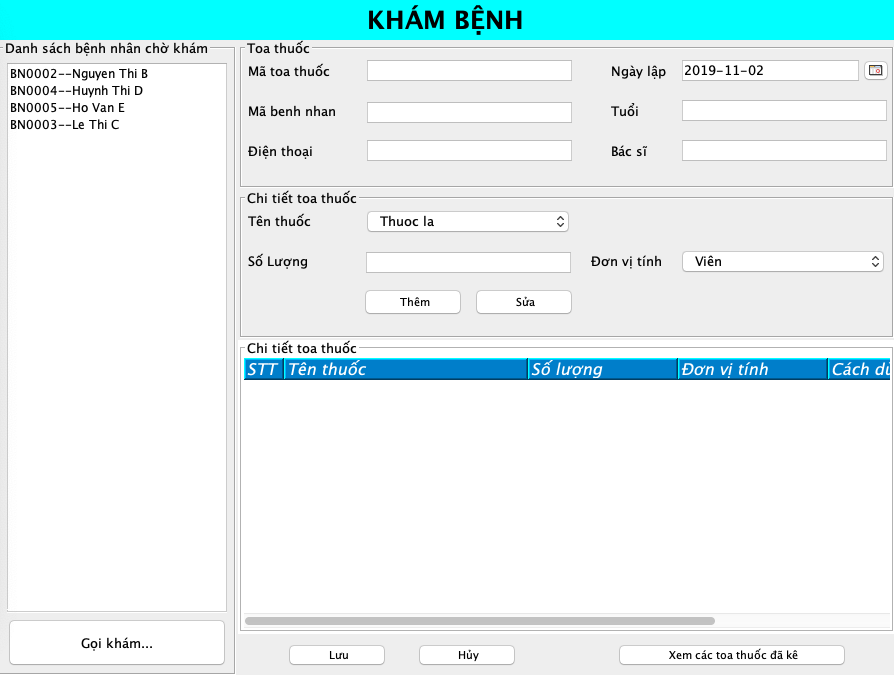 KHÁM BỆNH
Danh sách bệnh nhân chờ khám
BN0002--Nguyen Thi B
BN0004--Huynh Thi D
BN0005--Ho Van E
BN0003--Le Thi C
Gọi khám...
Toa thuốc
Mã toa thuốc
Ngày lập 2019-11-02
Mã benh nhan
Tuổi
Điện thoại
Bác sĩ
Chi tiết toa thuốc
Tên thuốc Thuoc la
Số Lượng
Đơn vị tính Viên
Thêm Sửa
Chi tiết toa thuốc
STT Tên thuốc Số lượng Đơn vị tính Cách
Lưu Hủy Xem các toa thuốc đã kê